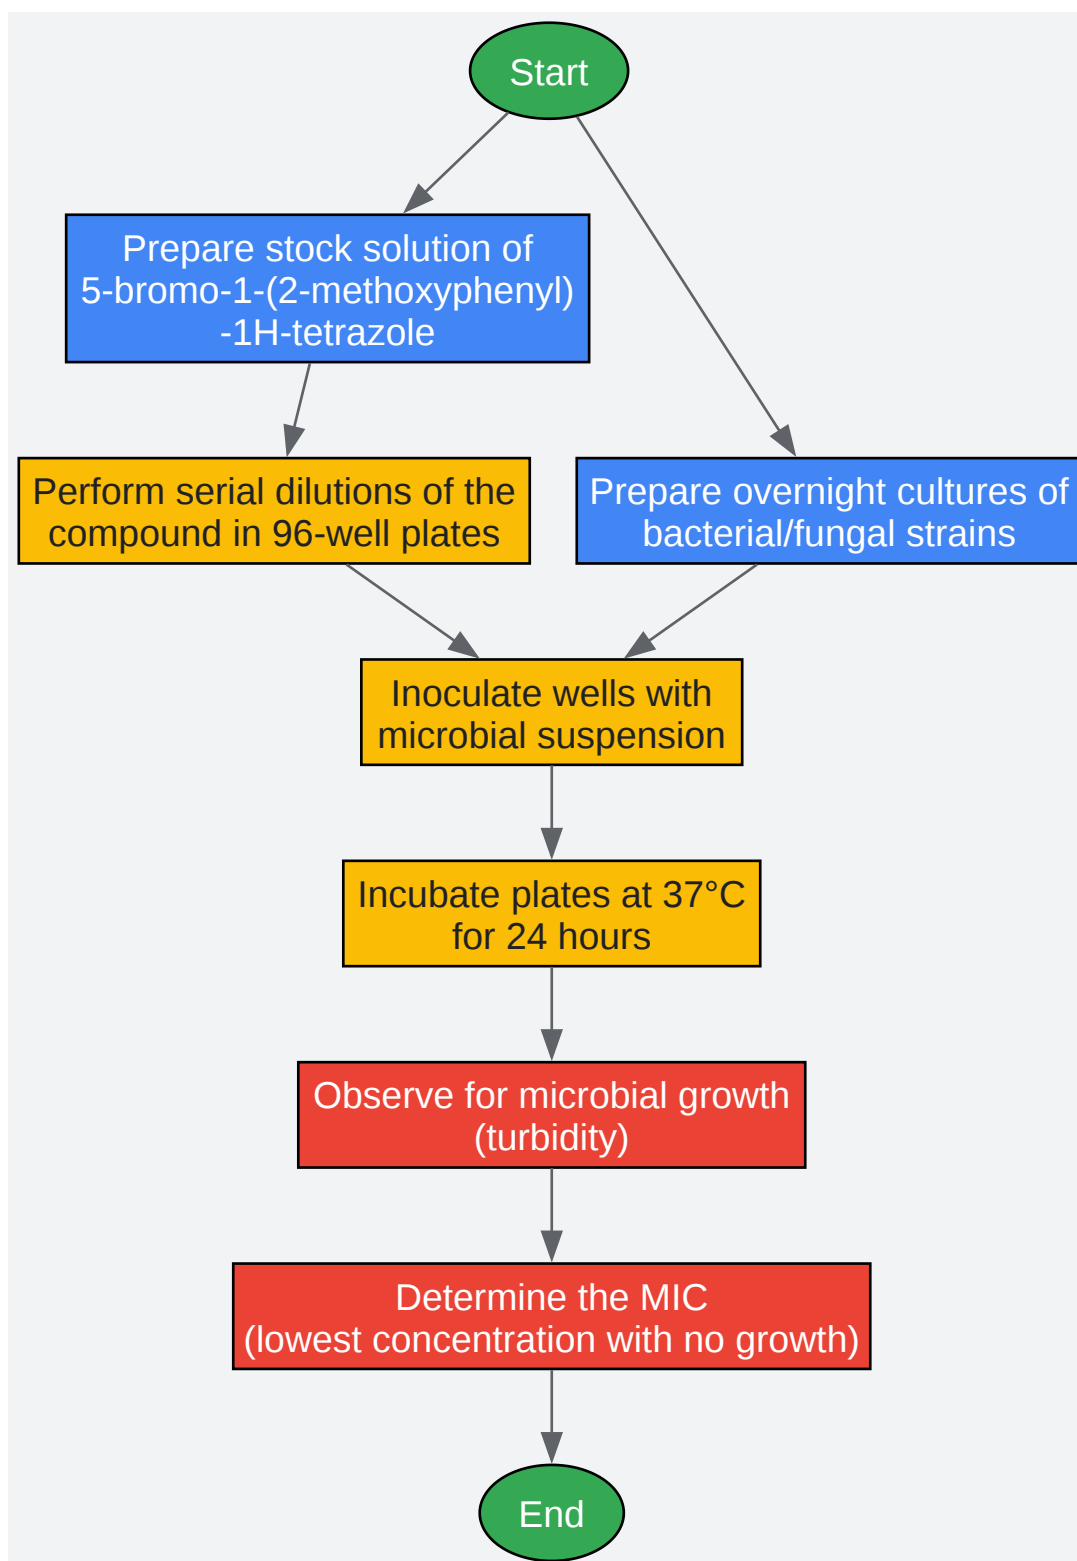 Start
Prepare stock solution of
5-bromo-1-(2-methoxyphenyl)
-1H-tetrazole
Perform serial dilutions of the
compound in 96-well plates
Prepare overnight cultures of
bacterial/fungal strains
Inoculate wells with
microbial suspension
Incubate plates at 37°C
for 24 hours
Observe for microbial growth
(turbidity)
Determine the MIC
(lowest concentration with no growth)
End